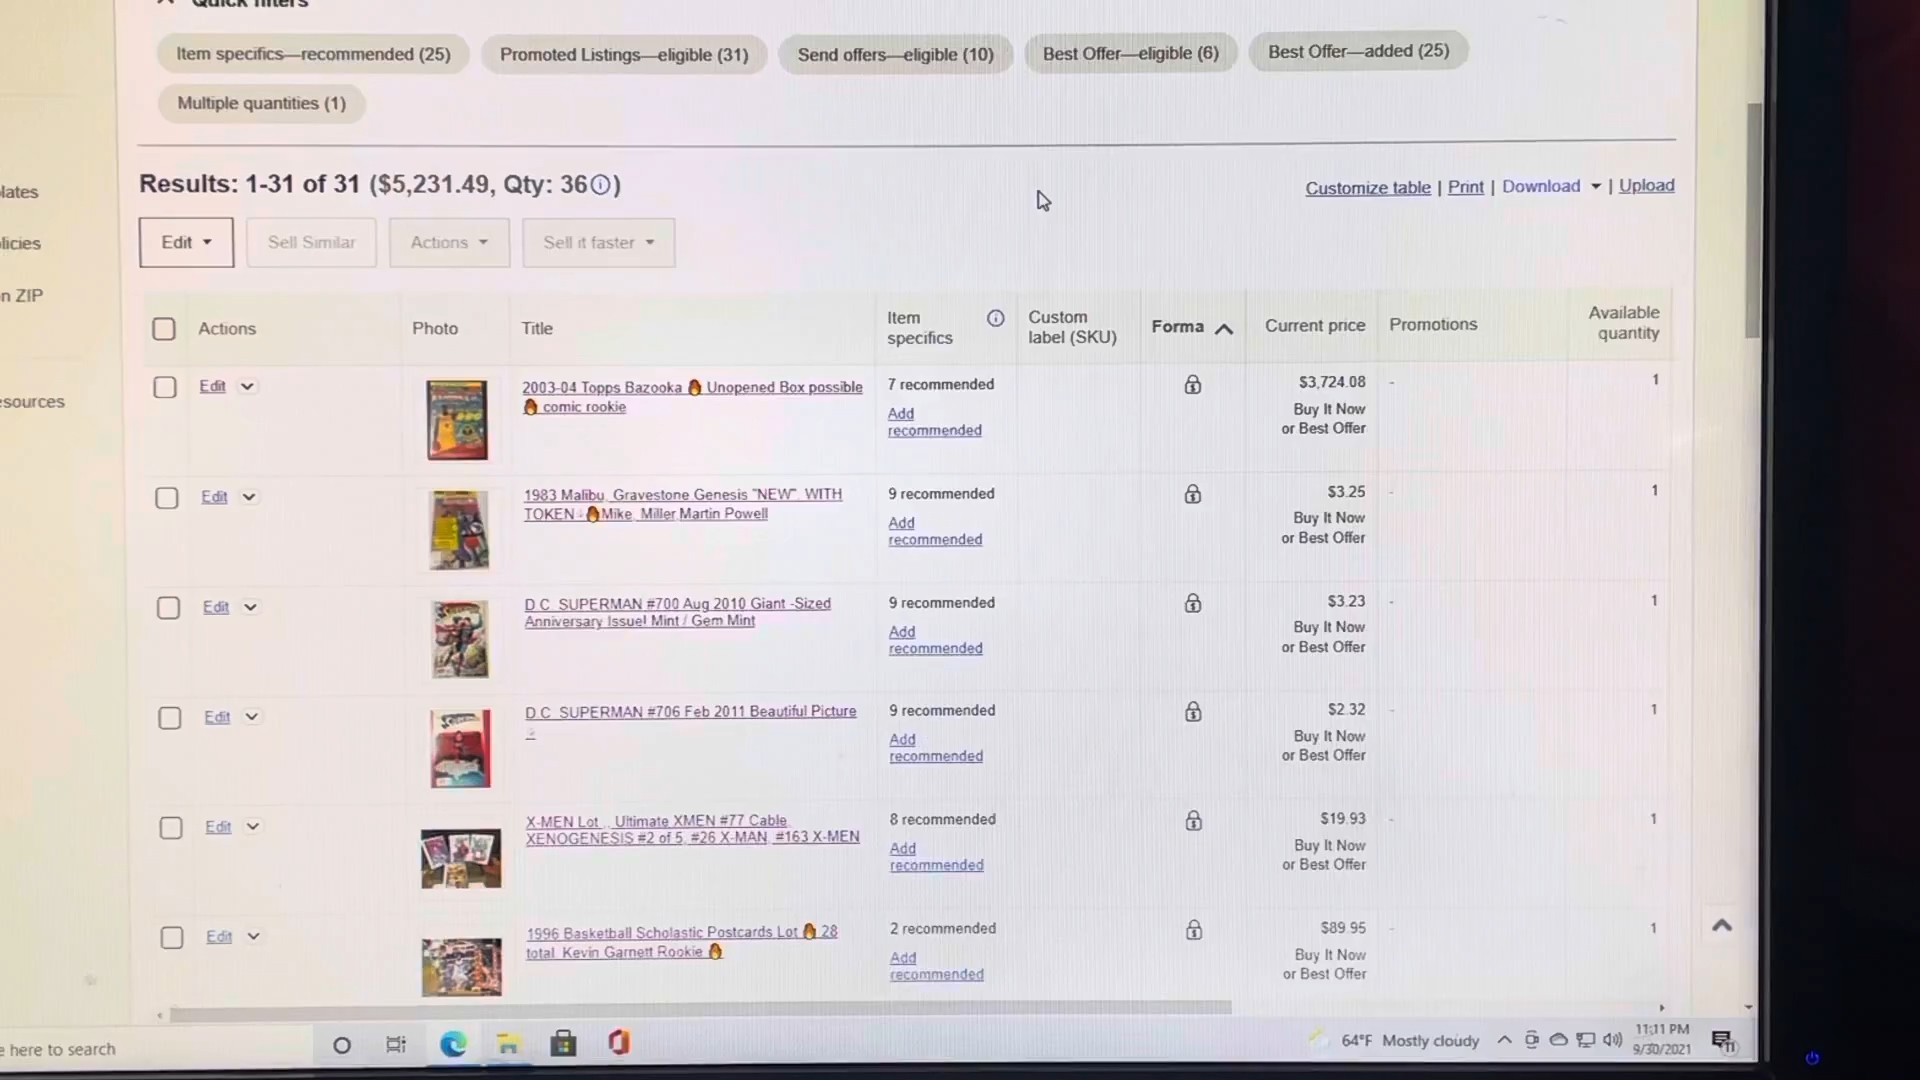 Quick filters
Item specifics—recommended (25)
Promoted Listings—eligible (31)
Send offers—eligible (10)
Best Offer—eligible (6)
Best Offer—added (25)
Multiple quantities (1)
Results: 1-31 of 31 ($5,231.49, Qty: 36)
Customize table | Print | Download | Upload
lates
licies
n ZIP
esources
Edit
Sell Similar
Actions
Sell it faster
Actions
Photo
Title
Item
specifics
Custom
label (SKU)
Forma
Current price
Promotions
Available
quantity
Edit
2003-04 Topps Bazooka 🔥 Unopened Box possible
🔥 comic rookie
7 recommended
Add
recommended
$3,724.08
Buy It Now
or Best Offer
-
1
Edit
1983 Malibu Gravestone Genesis "NEW" WITH
TOKEN 🔥Mike Miller Martin Powell
9 recommended
Add
recommended
$3.25
Buy It Now
or Best Offer
-
1
Edit
D.C. SUPERMAN #700 Aug 2010 Giant -Sized
Anniversary Issue! Mint / Gem Mint
9 recommended
Add
recommended
$3.23
Buy It Now
or Best Offer
-
1
Edit
D.C. SUPERMAN #706 Feb 2011 Beautiful Picture
9 recommended
Add
recommended
$2.32
Buy It Now
or Best Offer
-
1
Edit
X-MEN Lot .. Ultimate XMEN #77 Cable
XENOGENESIS #2 of 5, #26 X-MAN, #163 X-MEN
8 recommended
Add
recommended
$19.93
Buy It Now
or Best Offer
-
1
Edit
1996 Basketball Scholastic Postcards Lot 🔥 28
total. Kevin Garnett Rookie 🔥
2 recommended
Add
recommended
$89.95
Buy It Now
or Best Offer
-
1
e here to search
64°F Mostly cloudy
11:11 PM
9/30/2021
11